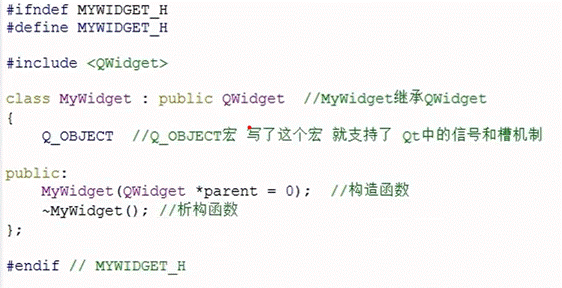 #ifndef MYWIDGET_H
#define MYWIDGET_H
#include <QWidget>
class MyWidget : public QWidget  //MyWidget继承QWidget
{
Q_OBJECT  //Q_OBJECT宏 写了这个宏 就支持了 Qt中的信号和槽机制
public:
MyWidget(QWidget *parent = 0);  //构造函数
~MyWidget(); //析构函数
};
#endif // MYWIDGET_H